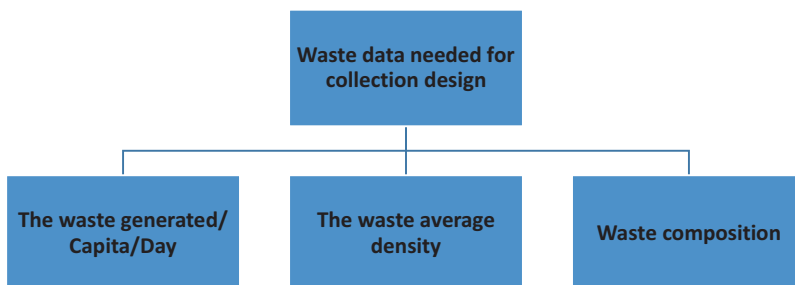 Waste data needed for
collection design
The waste generated/
Capita/Day
The waste average
density
Waste composition